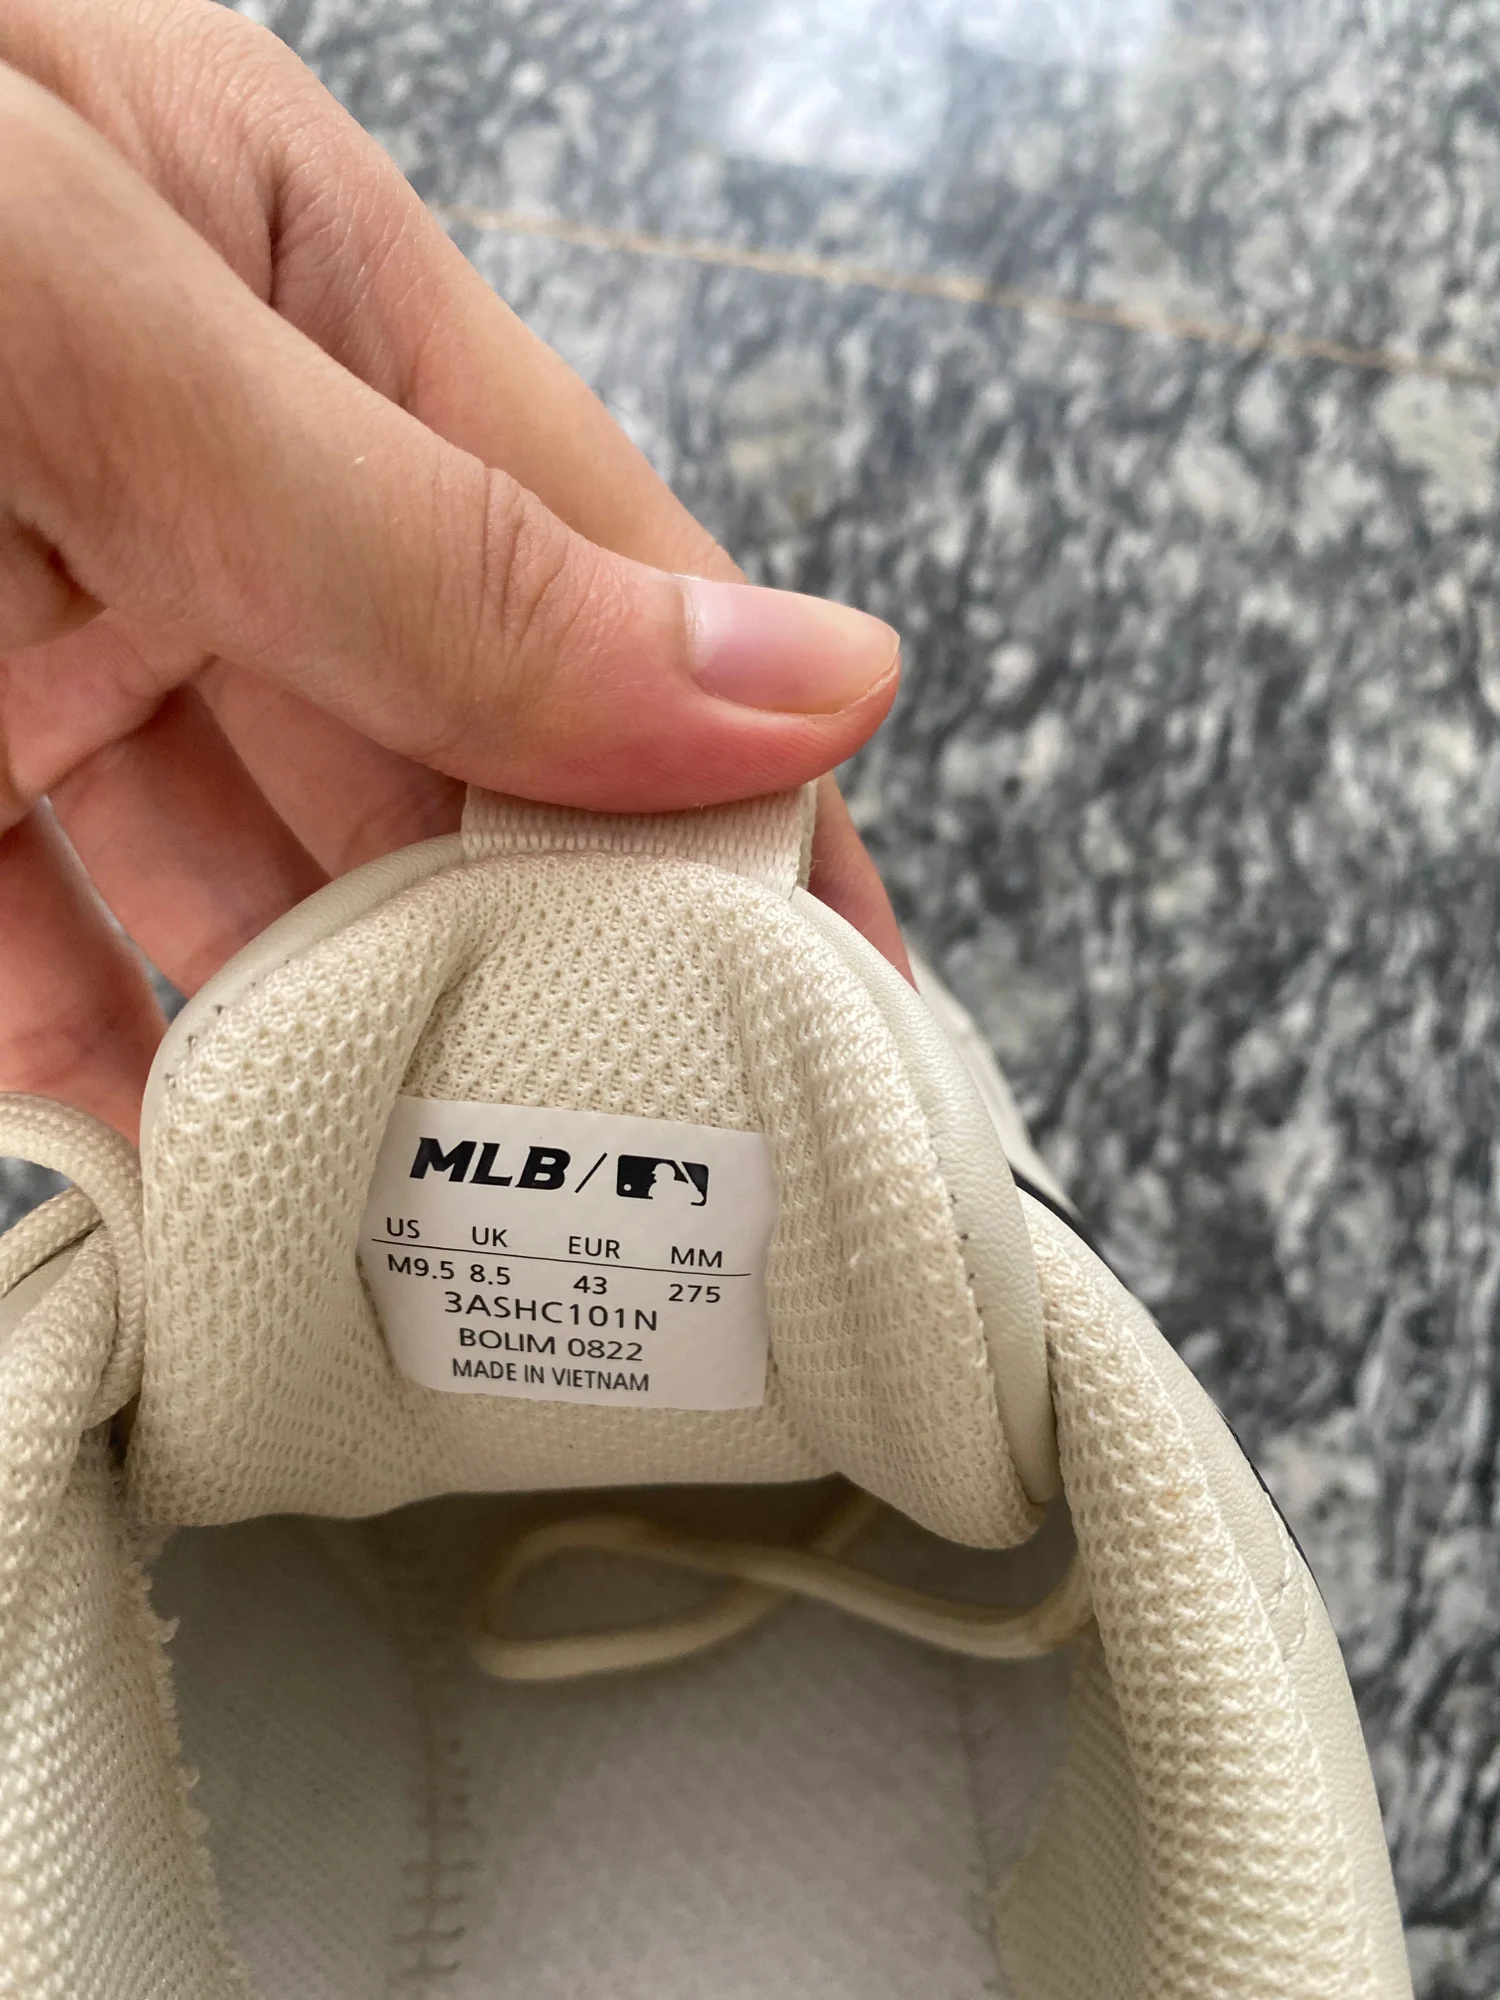 MLB /
US UK EUR MM
M9.5 8.5 43 275
3ASHC101N
BOLIM 0822
MADE IN VIETNAM